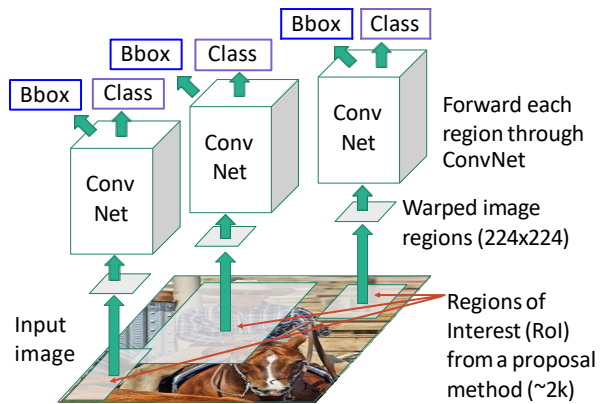 Bbox
Class
Bbox
Class
Bbox
Class
Conv
Net
Conv
Net
Conv
Net
Forward each
region through
ConvNet
Warped image
regions (224x224)
Input
image
Regions of
Interest (RoI)
from a proposal
method (~2k)